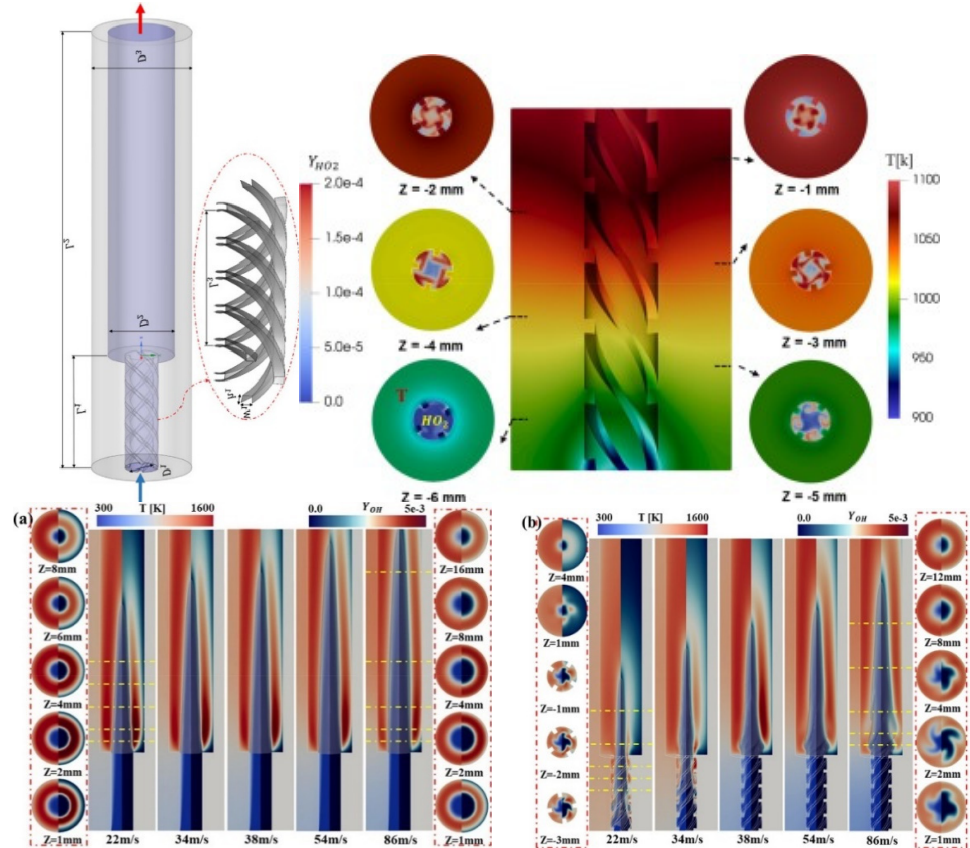 D³
Y_HO2
2.0e-4
1.5e-4
1.0e-4
5.0e-5
0.0
Z = -2 mm
Z = -4 mm
T
HO₂
Z = -6 mm
Z = -1 mm
Z = -3 mm
Z = -5 mm
T[k]
1100
1050
1000
950
900
(a)
300 T [K] 1600
0.0 Y_OH 5e-3
Z=8mm
Z=6mm
Z=4mm
Z=2mm
Z=1mm
Z=16mm
Z=8mm
Z=4mm
Z=2mm
Z=1mm
22m/s 34m/s 38m/s 54m/s 86m/s
(b)
300 T [K] 1600
0.0 Y_OH 5e-3
Z=4mm
Z=1mm
Z=-1mm
Z=-2mm
Z=-3mm
Z=12mm
Z=8mm
Z=4mm
Z=2mm
Z=1mm
22m/s 34m/s 38m/s 54m/s 86m/s